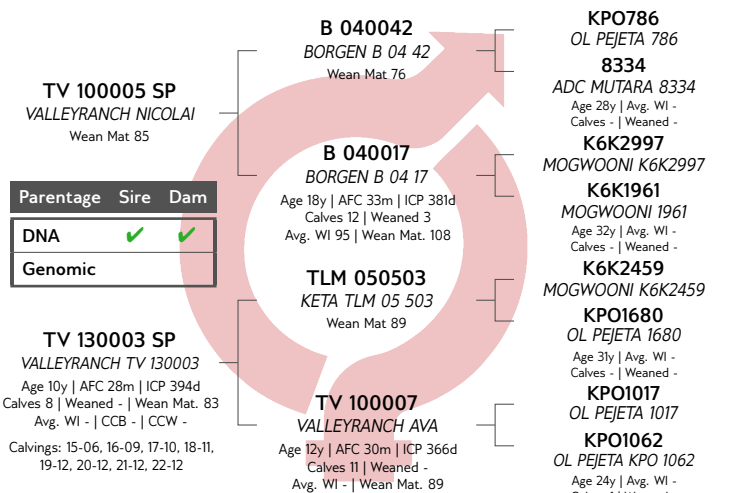 TV 100005 SP
VALLEYRANCH NICOLAI
Wean Mat 85
Parentage Sire Dam
DNA ✔ ✔
Genomic
TV 130003 SP
VALLEYRANCH TV 130003
Age 10y | AFC 28m | ICP 394d
Calves 8 | Weaned - | Wean Mat. 83
Avg. WI - | CCB - | CCW -
Calvings: 15-06, 16-09, 17-10, 18-11,
19-12, 20-12, 21-12, 22-12
B 040042
BORGEN B 04 42
Wean Mat 76
B 040017
BORGEN B 04 17
Age 18y | AFC 33m | ICP 381d
Calves 12 | Weaned 3
Avg. WI 95 | Wean Mat. 108
TLM 050503
KETA TLM 05 503
Wean Mat 89
TV 100007
VALLEYRANCH AVA
Age 12y | AFC 30m | ICP 366d
Calves 11 | Weaned -
Avg. WI - | Wean Mat. 89
KPO786
OL PEJETA 786
8334
ADC MUTARA 8334
Age 28y | Avg. WI -
Calves - | Weaned -
K6K2997
MOGWOONI K6K2997
K6K1961
MOGWOONI 1961
Age 32y | Avg. WI -
Calves - | Weaned -
K6K2459
MOGWOONI K6K2459
KPO1680
OL PEJETA 1680
Age 31y | Avg. WI -
Calves - | Weaned -
KPO1017
OL PEJETA 1017
KPO1062
OL PEJETA KPO 1062
Age 24y | Avg. WI -